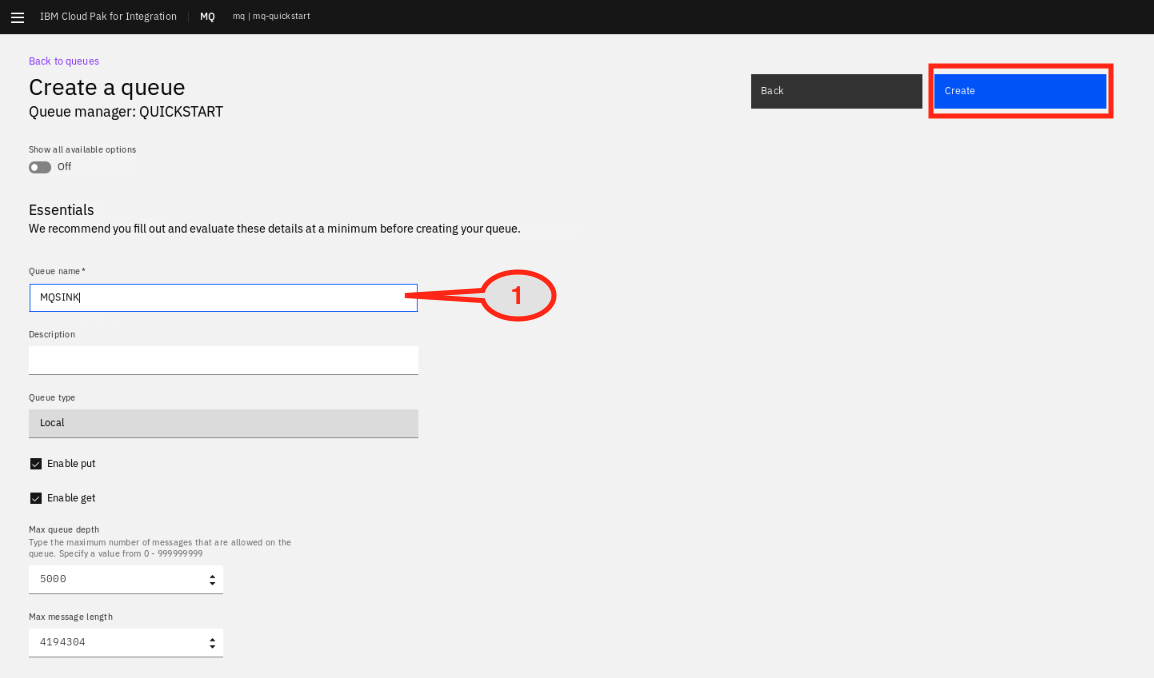 IBM Cloud Pak for Integration | MQ mq | mq-quickstart
Back to queues
Create a queue
Queue manager: QUICKSTART
Back
Create
Show all available options
Off
Essentials
We recommend you fill out and evaluate these details at a minimum before creating your queue.
Queue name*
MQSINK
1
Description
Queue type
Local
Enable put
Enable get
Max queue depth
Type the maximum number of messages that are allowed on the
queue. Specify a value from 0 - 999999999
5000
Max message length
4194304